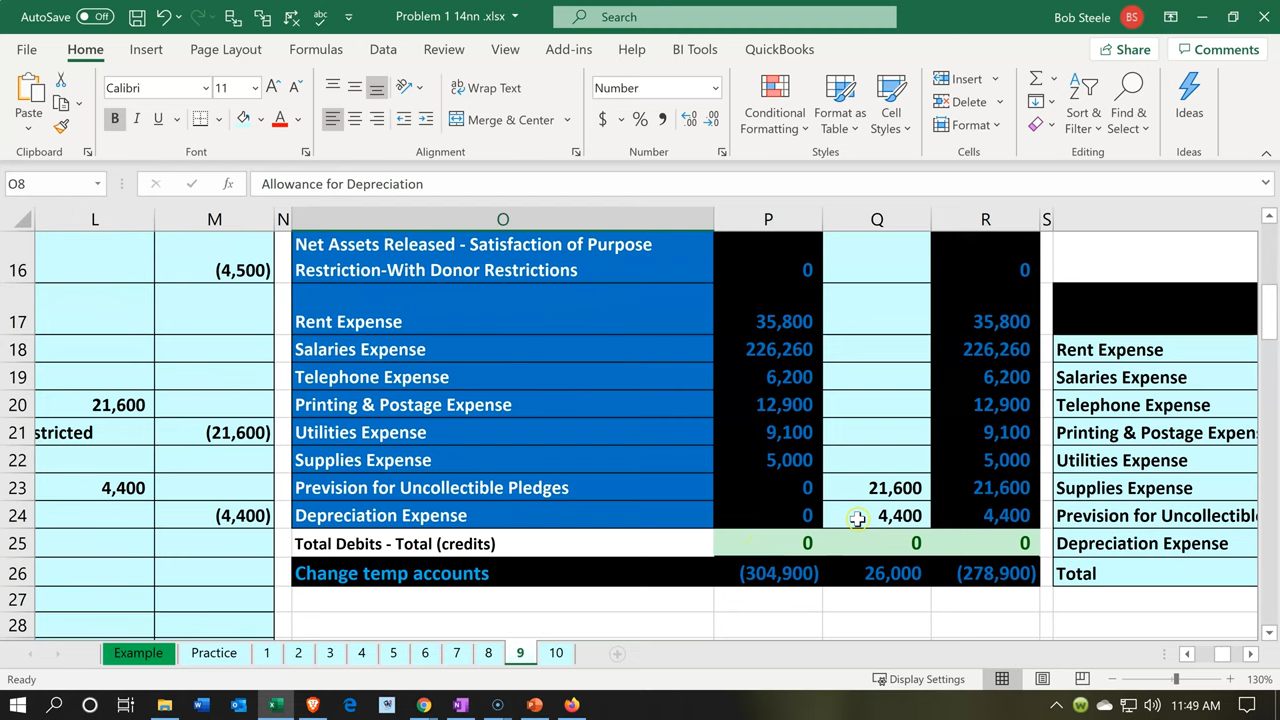 AutoSave Off Problem 1 14nn .xlsx Search Bob Steele BS
File Home Insert Page Layout Formulas Data Review View Add-ins Help BI Tools QuickBooks Share Comments
Paste Calibri 11 Wrap Text Number Conditional Formatting Format as Table Cell Styles Insert Sort & Filter Find & Select Ideas
B I U A Merge & Center $ % Delete
Format
Clipboard Font Alignment Number Styles Cells Editing Ideas
O8 fx Allowance for Depreciation
L M N O P Q R S
16 (4,500) Net Assets Released - Satisfaction of Purpose
Restriction-With Donor Restrictions 0 0
17 Rent Expense 35,800 35,800
18 Salaries Expense 226,260 226,260 Rent Expense
19 Telephone Expense 6,200 6,200 Salaries Expense
20 21,600 Printing & Postage Expense 12,900 12,900 Telephone Expense
21 stricted (21,600) Utilities Expense 9,100 9,100 Printing & Postage Expen
22 Supplies Expense 5,000 5,000 Utilities Expense
23 4,400 Prevision for Uncollectible Pledges 0 21,600 21,600 Supplies Expense
24 (4,400) Depreciation Expense 0 4,400 4,400 Prevision for Uncollectibl
25 Total Debits - Total (credits) 0 0 0 Depreciation Expense
26 Change temp accounts (304,900) 26,000 (278,900) Total
27
28
Example Practice 1 2 3 4 5 6 7 8 9 10
Ready Display Settings 130%
11:49 AM